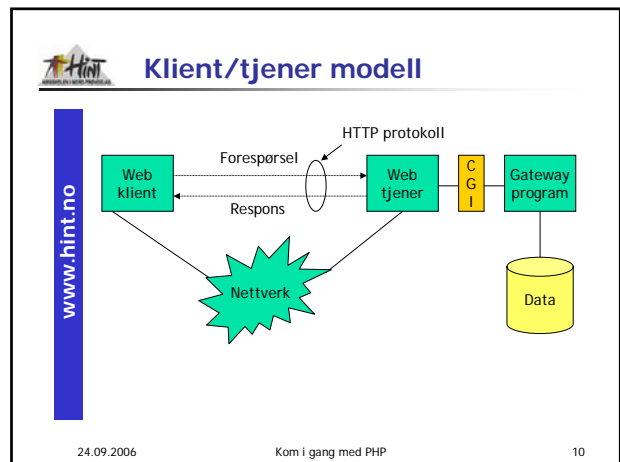 HINT
Klient/tjener modell
www.hint.no
HTTP protokoll
Forespørsel
Respons
Web
klient
Web
tjener
C
G
I
Gateway
program
Nettverk
Data
24.09.2006
Kom i gang med PHP
10